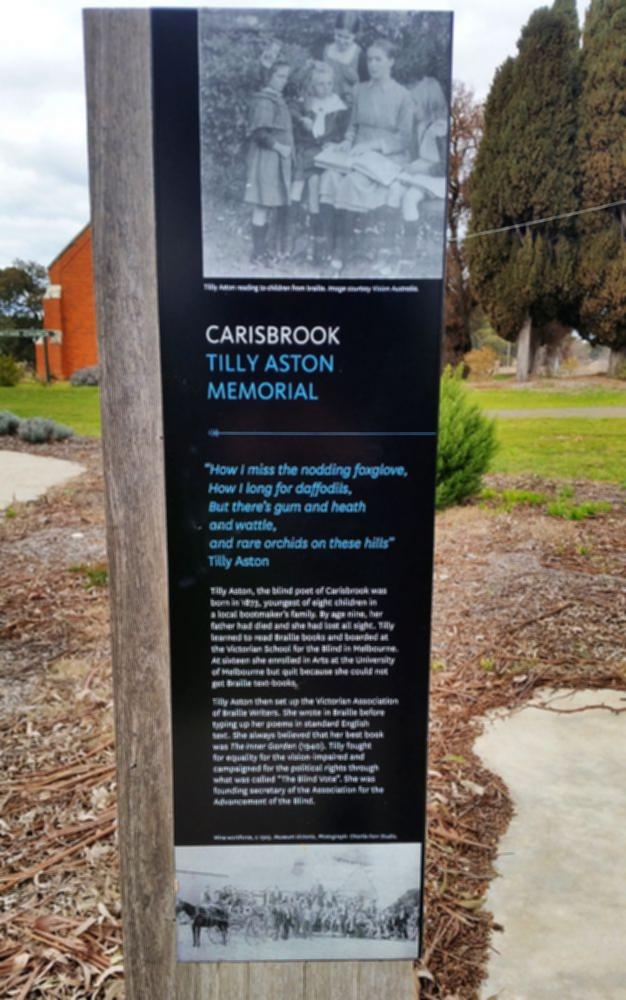 Tilly Aston reading to children from braille. Image courtesy Vision Australia.
CARISBROOK
TILLY ASTON
MEMORIAL
"How I miss the nodding foxglove,
How I long for daffodils,
But there's gum and heath
and wattle,
and rare orchids on these hills"
Tilly Aston
Tilly Aston, the blind poet of Carisbrook was
born in 1873, youngest of eight children in
a local bootmaker's family. By age nine, her
father had died and she had lost all sight. Tilly
learned to read Braille books and boarded at
the Victorian School for the Blind in Melbourne.
At sixteen she enrolled in Arts at the University
of Melbourne but quit because she could not
get Braille text-books.
Tilly Aston then set up the Victorian Association
of Braille Writers. She wrote in Braille before
typing up her poems in standard English
text. She always believed that her best book
was The Inner Garden (1940). Tilly fought
for equality for the vision-impaired and
campaigned for the political rights through
what was called "The Blind Vote". She was
founding secretary of the Association for the
Advancement of the Blind.
Mine workforce, Museum Victoria, Photograph: